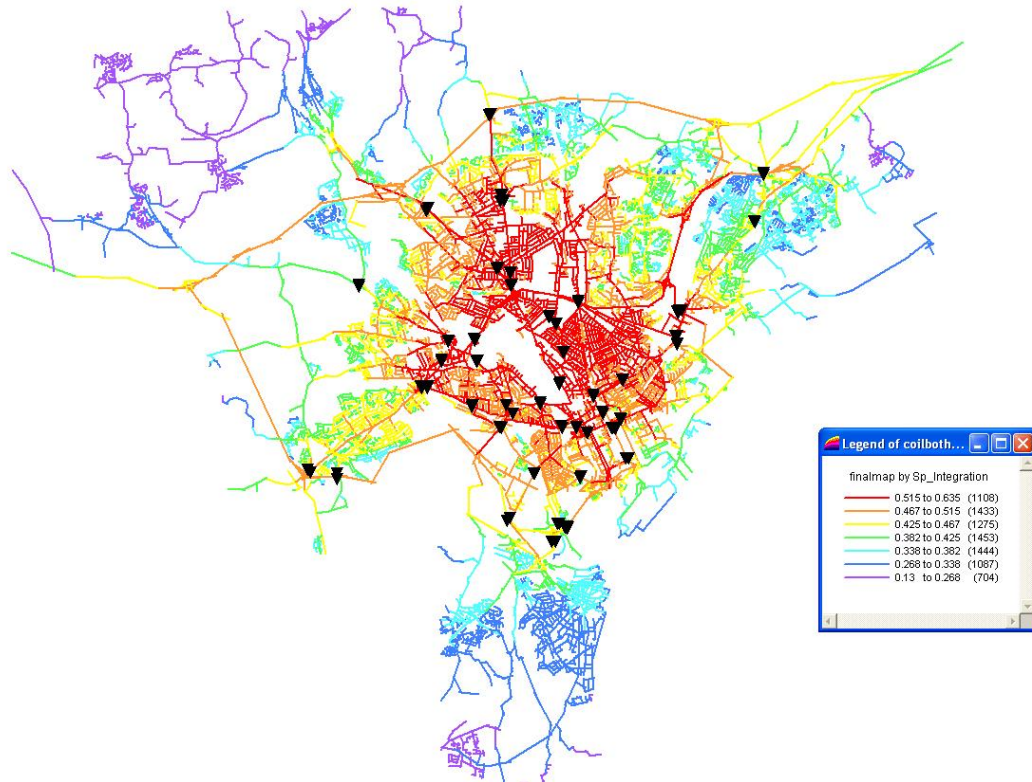 Legend of coilboth...
finalmap by Sp_Integration
0.515 to 0.635 (1108)
0.467 to 0.515 (1433)
0.425 to 0.467 (1275)
0.382 to 0.425 (1453)
0.338 to 0.382 (1444)
0.268 to 0.338 (1087)
0.13 to 0.268 (704)